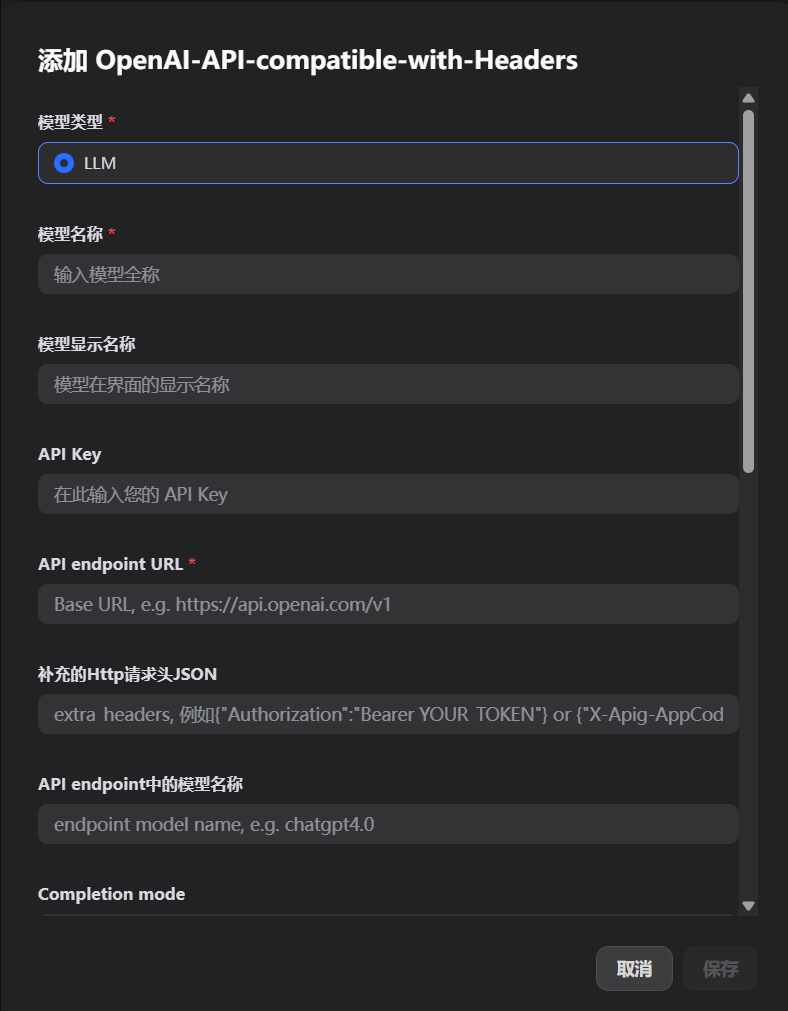 添加 OpenAI-API-compatible-with-Headers
模型类型 *
LLM
模型名称 *
输入模型全称
模型显示名称
模型在界面的显示名称
API Key
在此输入您的 API Key
API endpoint URL *
Base URL, e.g. https://api.openai.com/v1
补充的Http请求头JSON
extra headers, 例如{"Authorization":"Bearer YOUR TOKEN"} or {"X-Apig-AppCod
API endpoint中的模型名称
endpoint model name, e.g. chatgpt4.0
Completion mode
取消
保存